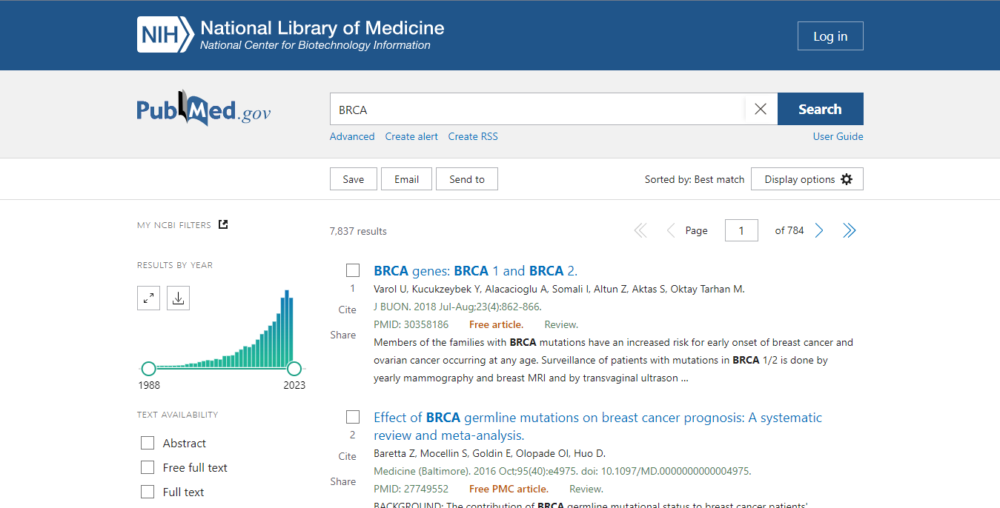 NIH National Library of Medicine
National Center for Biotechnology Information
Log in
PubMed.gov
BRCA
Search
Advanced Create alert Create RSS
User Guide
Save Email Send to
Sorted by: Best match
Display options
MY NCBI FILTERS
7,837 results
Page 1 of 784
RESULTS BY YEAR
1988 2023
TEXT AVAILABILITY
Abstract
Free full text
Full text
BRCA genes: BRCA 1 and BRCA 2.
1
Cite
Share
Varol U, Kucukzeybek Y, Alacacioglu A, Somali I, Altun Z, Aktas S, Oktay Tarhan M.
J BUON. 2018 Jul-Aug;23(4):862-866.
PMID: 30358186 Free article. Review.
Members of the families with BRCA mutations have an increased risk for early onset of breast cancer and
ovarian cancer occurring at any age. Surveillance of patients with mutations in BRCA 1/2 is done by
yearly mammography and breast MRI and by transvaginal ultrason ...
Effect of BRCA germline mutations on breast cancer prognosis: A systematic
review and meta-analysis.
2
Cite
Share
Baretta Z, Mocellin S, Goldin E, Olopade OI, Huo D.
Medicine (Baltimore). 2016 Oct;95(40):e4975. doi: 10.1097/MD.0000000000004975.
PMID: 27749552 Free PMC article. Review.
BACKGROUND: The contribution of BRCA germline mutational status to breast cancer patients'